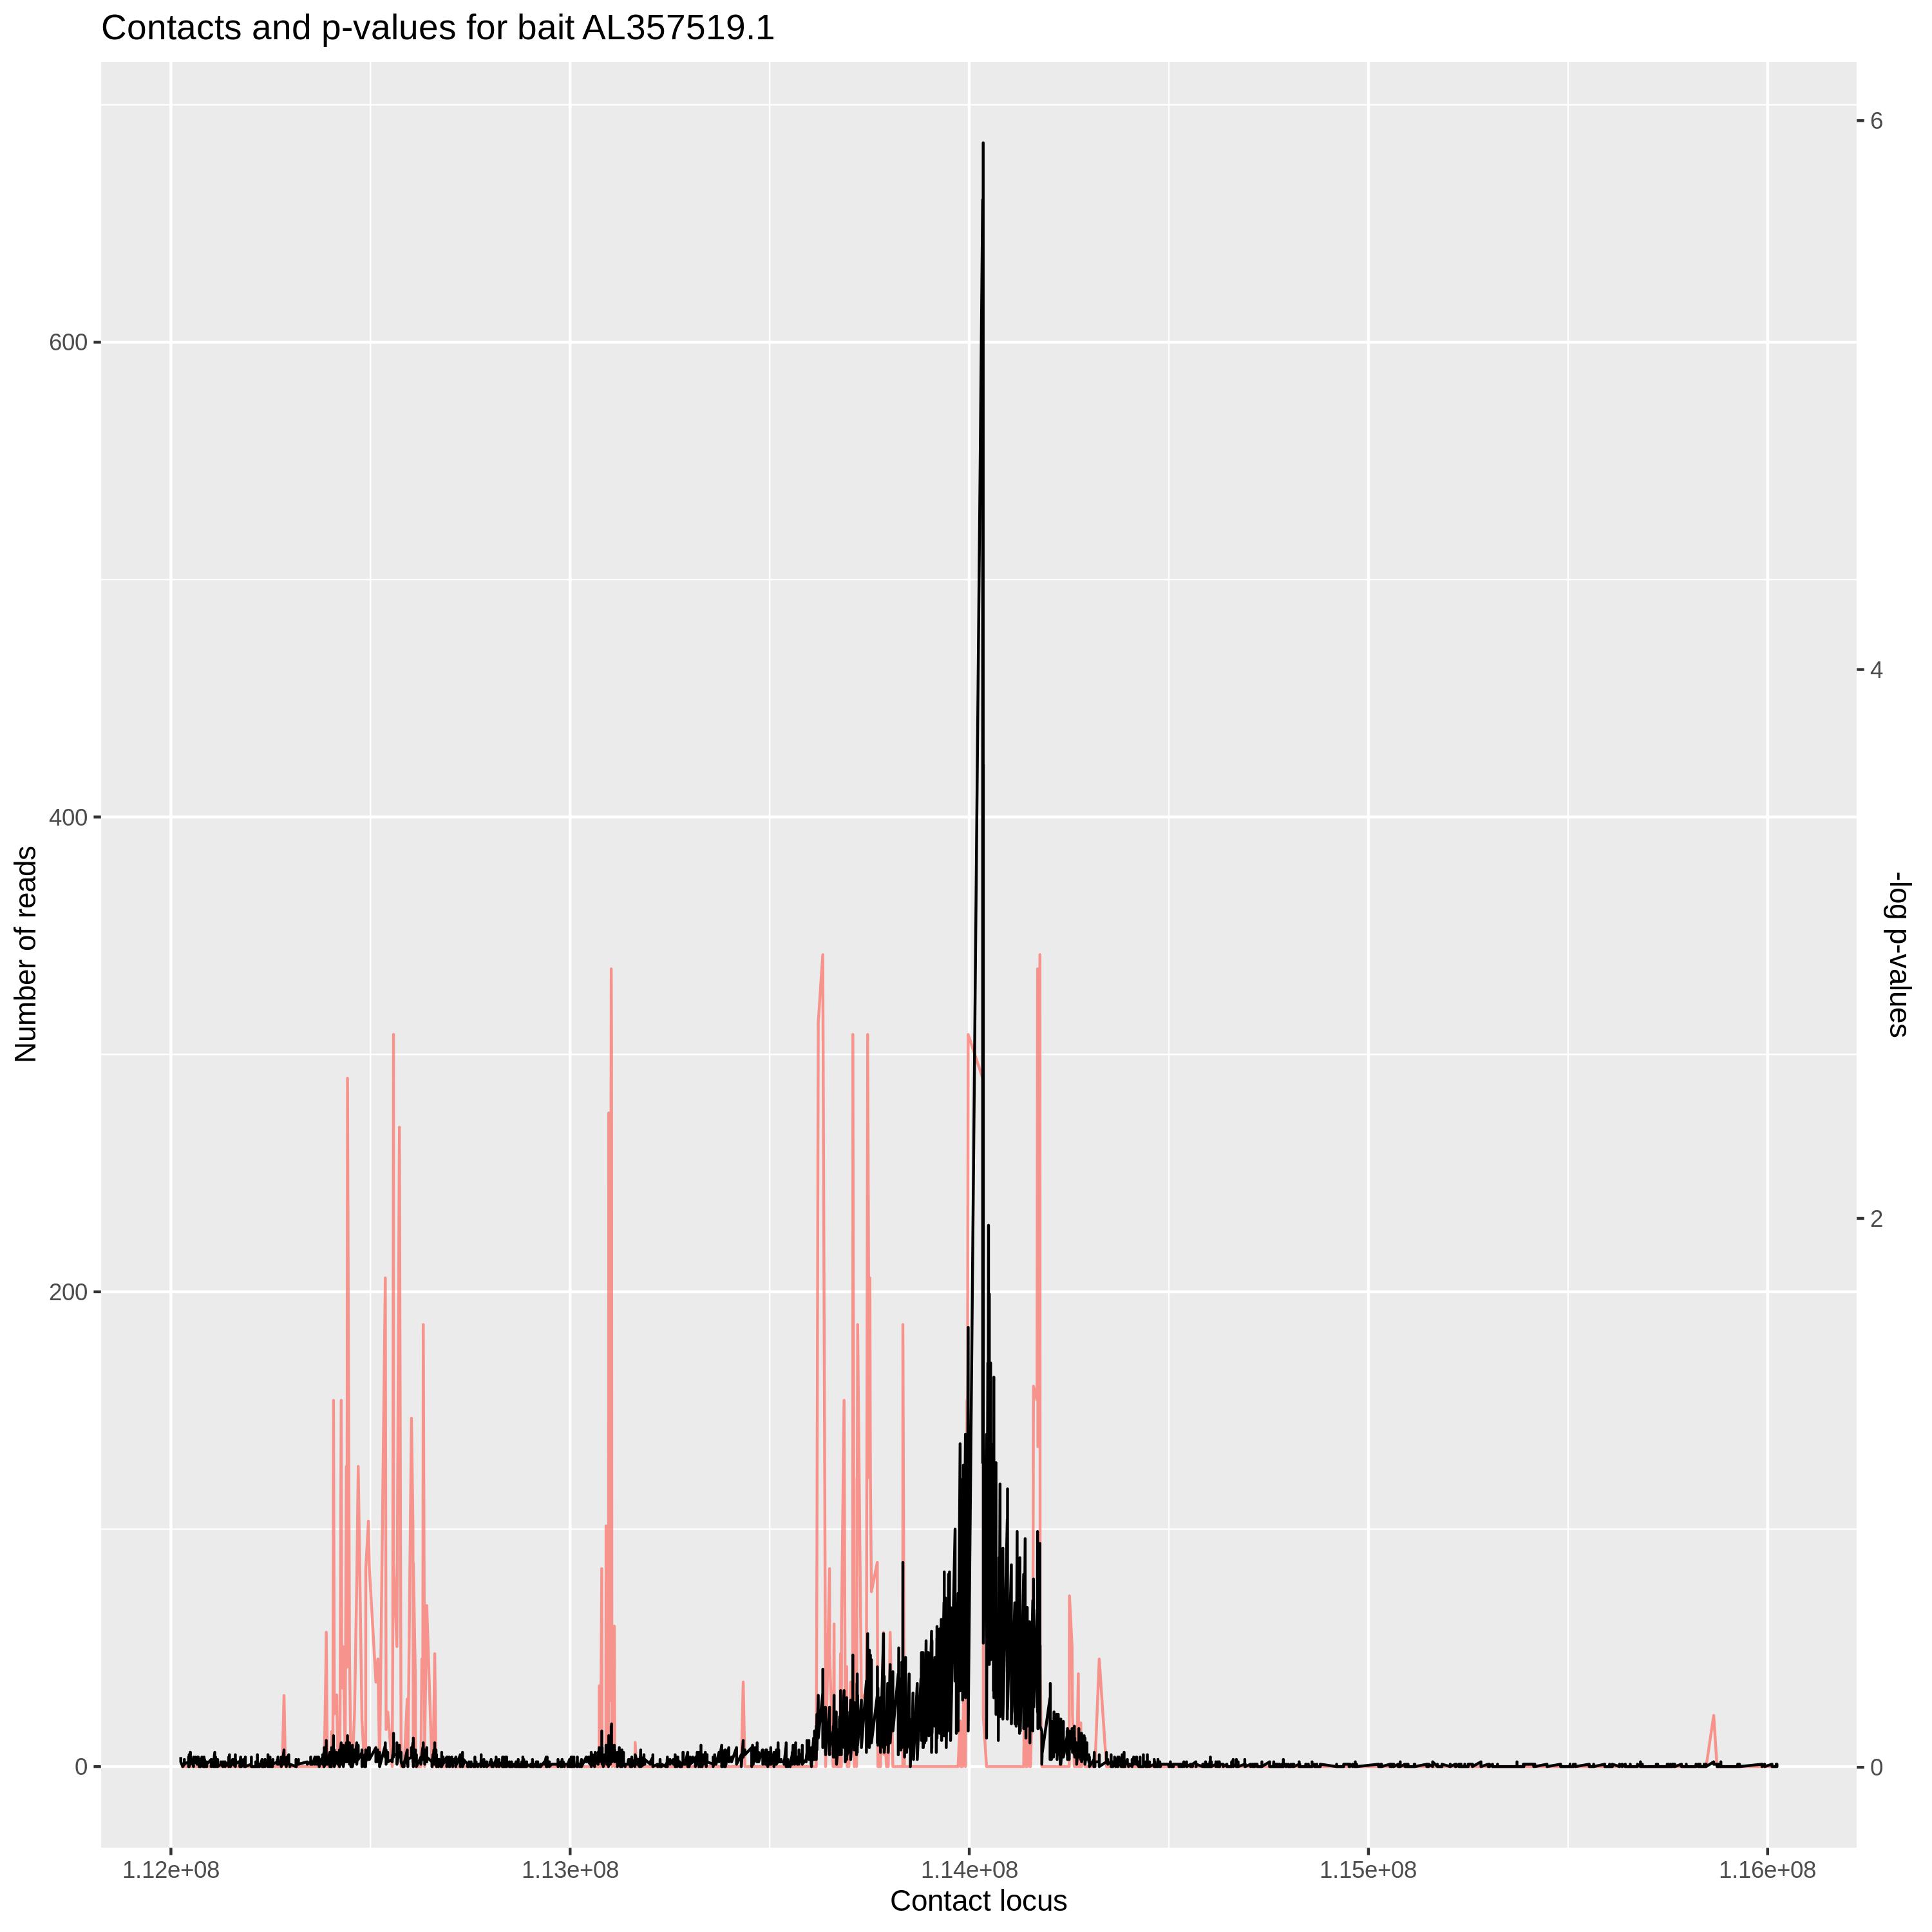 Contacts and p-values for bait AL357519.1
6
600
4
400
Number of reads
-log p-values
2
200
0
0
1.12e+08 1.13e+08 1.14e+08 1.15e+08 1.16e+08
Contact locus